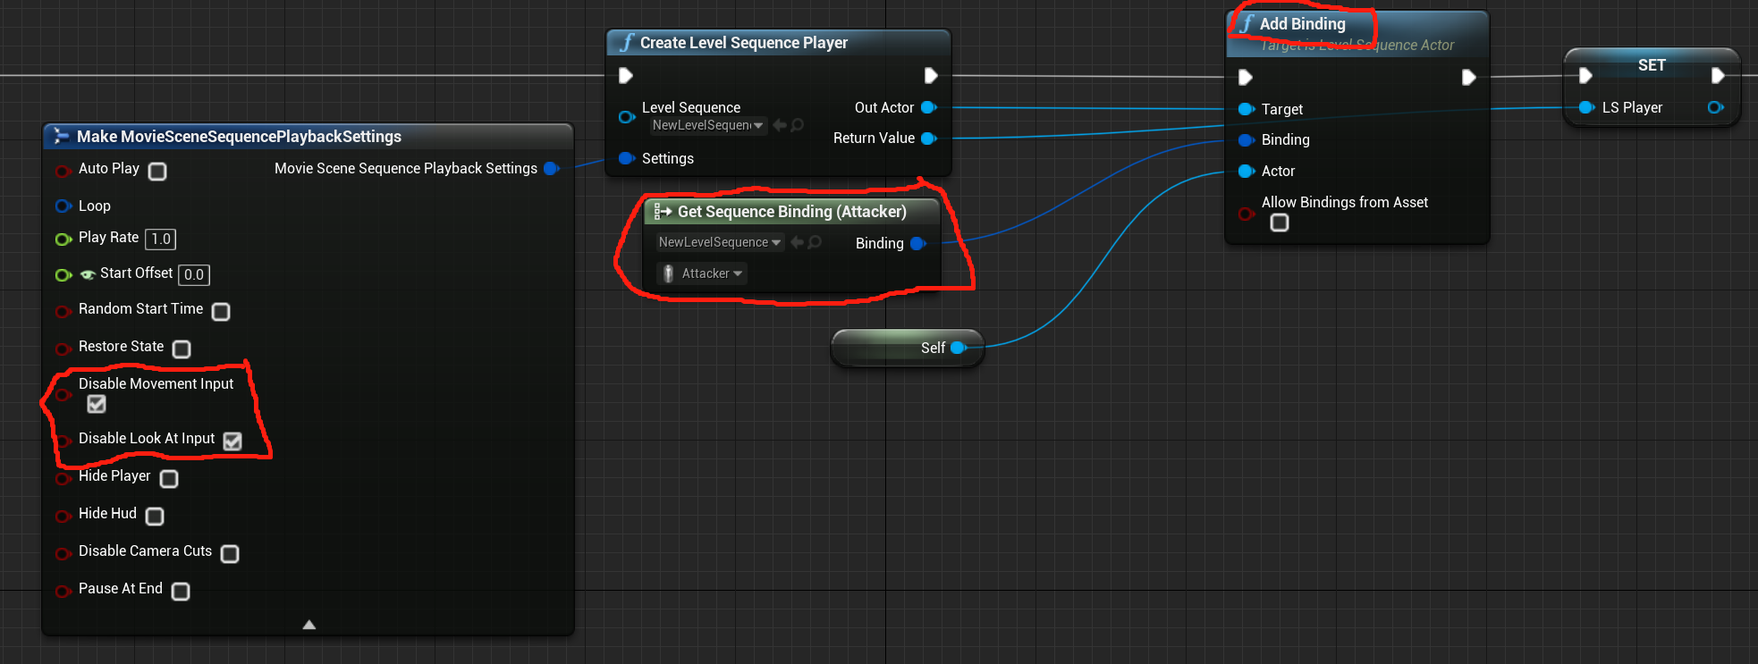 Make MovieSceneSequencePlaybackSettings
Auto Play
Movie Scene Sequence Playback Settings
Loop
Play Rate 1.0
Start Offset 0.0
Random Start Time
Restore State
Disable Movement Input
Disable Look At Input
Hide Player
Hide Hud
Disable Camera Cuts
Pause At End
Create Level Sequence Player
Level Sequence
Out Actor
NewLevelSequen
Return Value
Settings
Get Sequence Binding (Attacker)
NewLevelSequence
Binding
Attacker
Self
Add Binding
Target is Level Sequence Actor
Target
Binding
Actor
Allow Bindings from Asset
SET
LS Player